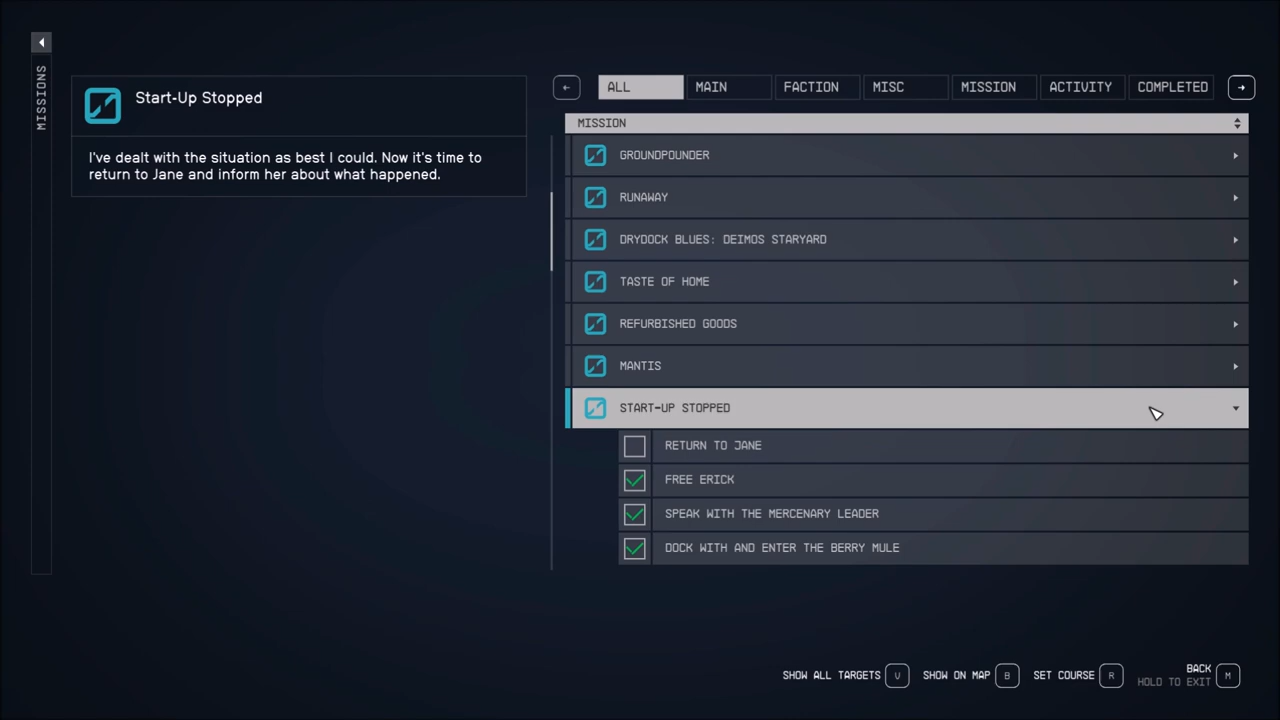 MISSIONS
Start-Up Stopped
I've dealt with the situation as best I could. Now it's time to
return to Jane and inform her about what happened.
ALL MAIN FACTION MISC MISSION ACTIVITY COMPLETED
MISSION
GROUNDPOUNDER
RUNAWAY
DRYDOCK BLUES: DEIMOS STARYARD
TASTE OF HOME
REFURBISHED GOODS
MANTIS
START-UP STOPPED
RETURN TO JANE
FREE ERICK
SPEAK WITH THE MERCENARY LEADER
DOCK WITH AND ENTER THE BERRY MULE
SHOW ALL TARGETS V SHOW ON MAP B SET COURSE R BACK M
HOLD TO EXIT